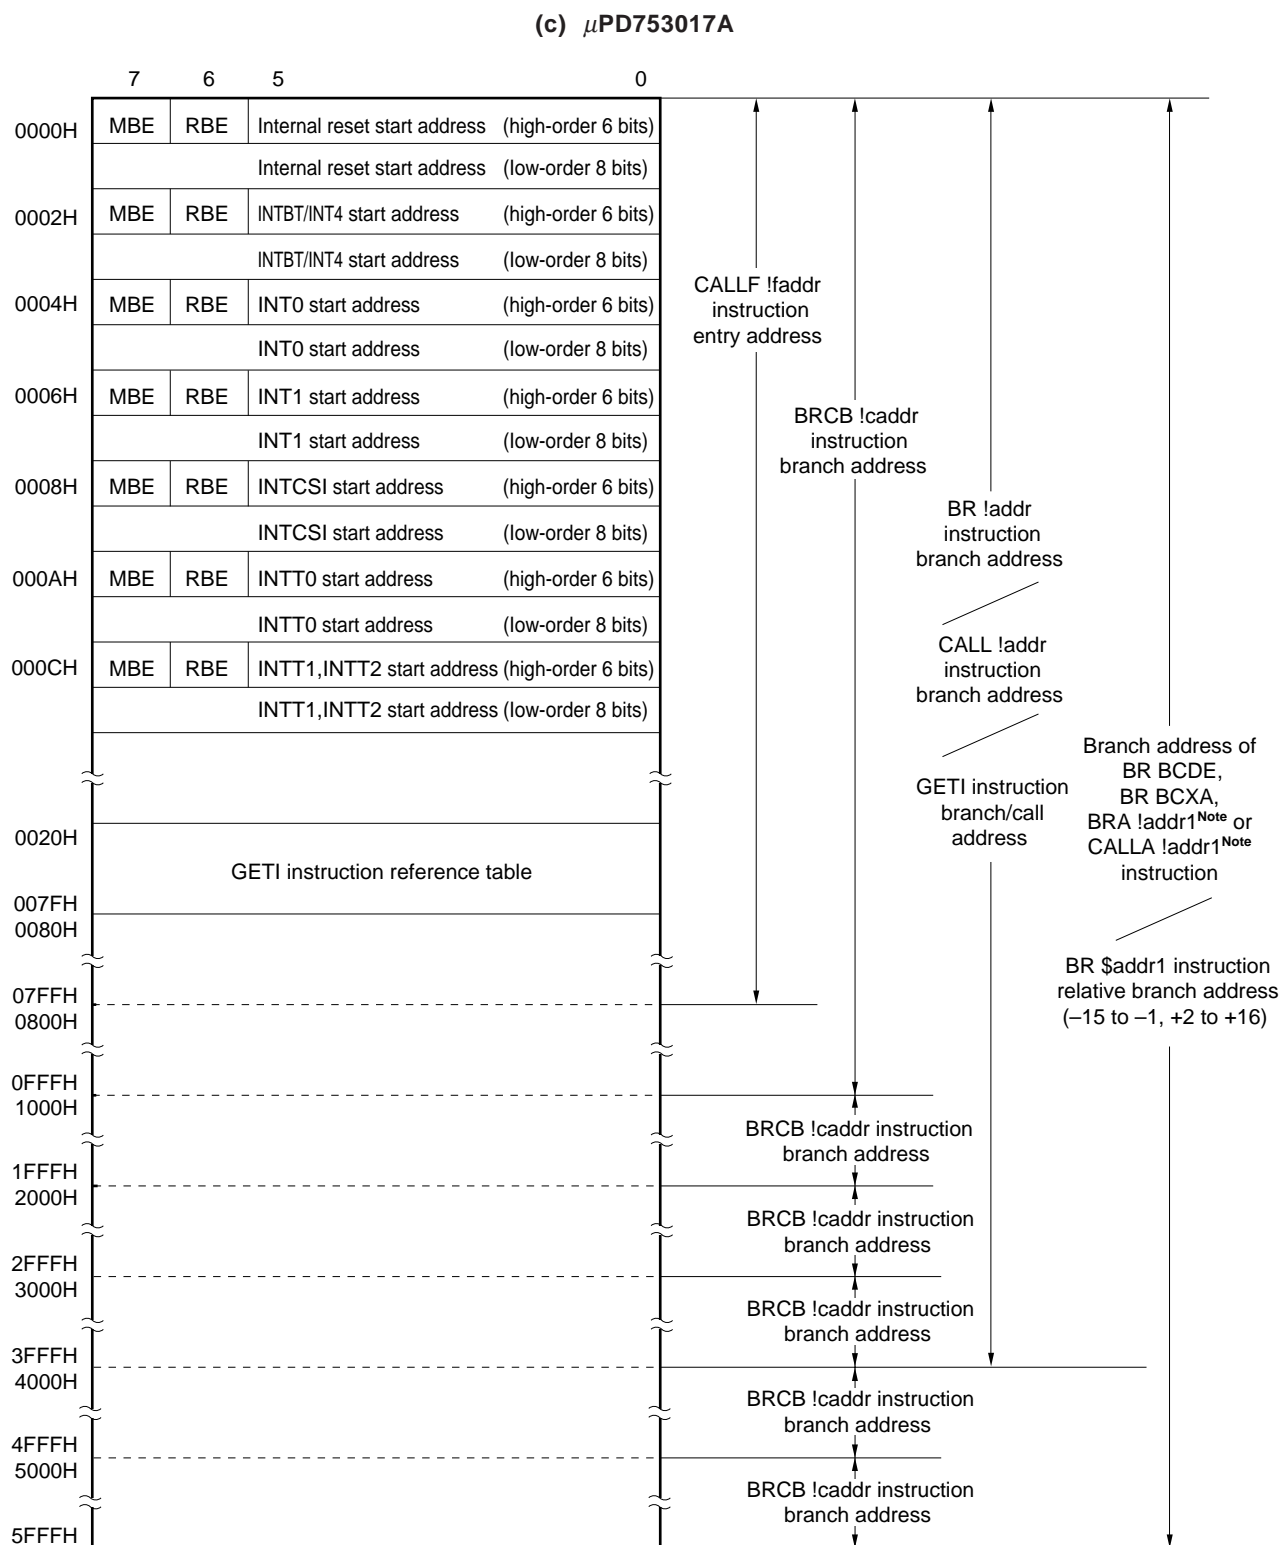 (c) μPD753017A
7 6 5 0
0000H MBE RBE Internal reset start address (high-order 6 bits)
Internal reset start address (low-order 8 bits)
0002H MBE RBE INTBT/INT4 start address (high-order 6 bits)
INTBT/INT4 start address (low-order 8 bits)
0004H MBE RBE INT0 start address (high-order 6 bits)
INT0 start address (low-order 8 bits)
0006H MBE RBE INT1 start address (high-order 6 bits)
INT1 start address (low-order 8 bits)
0008H MBE RBE INTCSI start address (high-order 6 bits)
INTCSI start address (low-order 8 bits)
000AH MBE RBE INTT0 start address (high-order 6 bits)
INTT0 start address (low-order 8 bits)
000CH MBE RBE INTT1,INTT2 start address (high-order 6 bits)
INTT1,INTT2 start address (low-order 8 bits)
0020H
GETI instruction reference table
007FH
0080H
07FFH
0800H
0FFFH
1000H
1FFFH
2000H
2FFFH
3000H
3FFFH
4000H
4FFFH
5000H
5FFFH
CALLF !faddr
instruction
entry address
BRCB !caddr
instruction
branch address
BRCB !caddr instruction
branch address
BRCB !caddr instruction
branch address
BRCB !caddr instruction
branch address
BRCB !caddr instruction
branch address
BRCB !caddr instruction
branch address
BR !addr
instruction
branch address
CALL !addr
instruction
branch address
GETI instruction
branch/call
address
Branch address of
BR BCDE,
BR BCXA,
BRA !addr1Note or
CALLA !addr1Note
instruction
BR $addr1 instruction
relative branch address
(–15 to –1, +2 to +16)